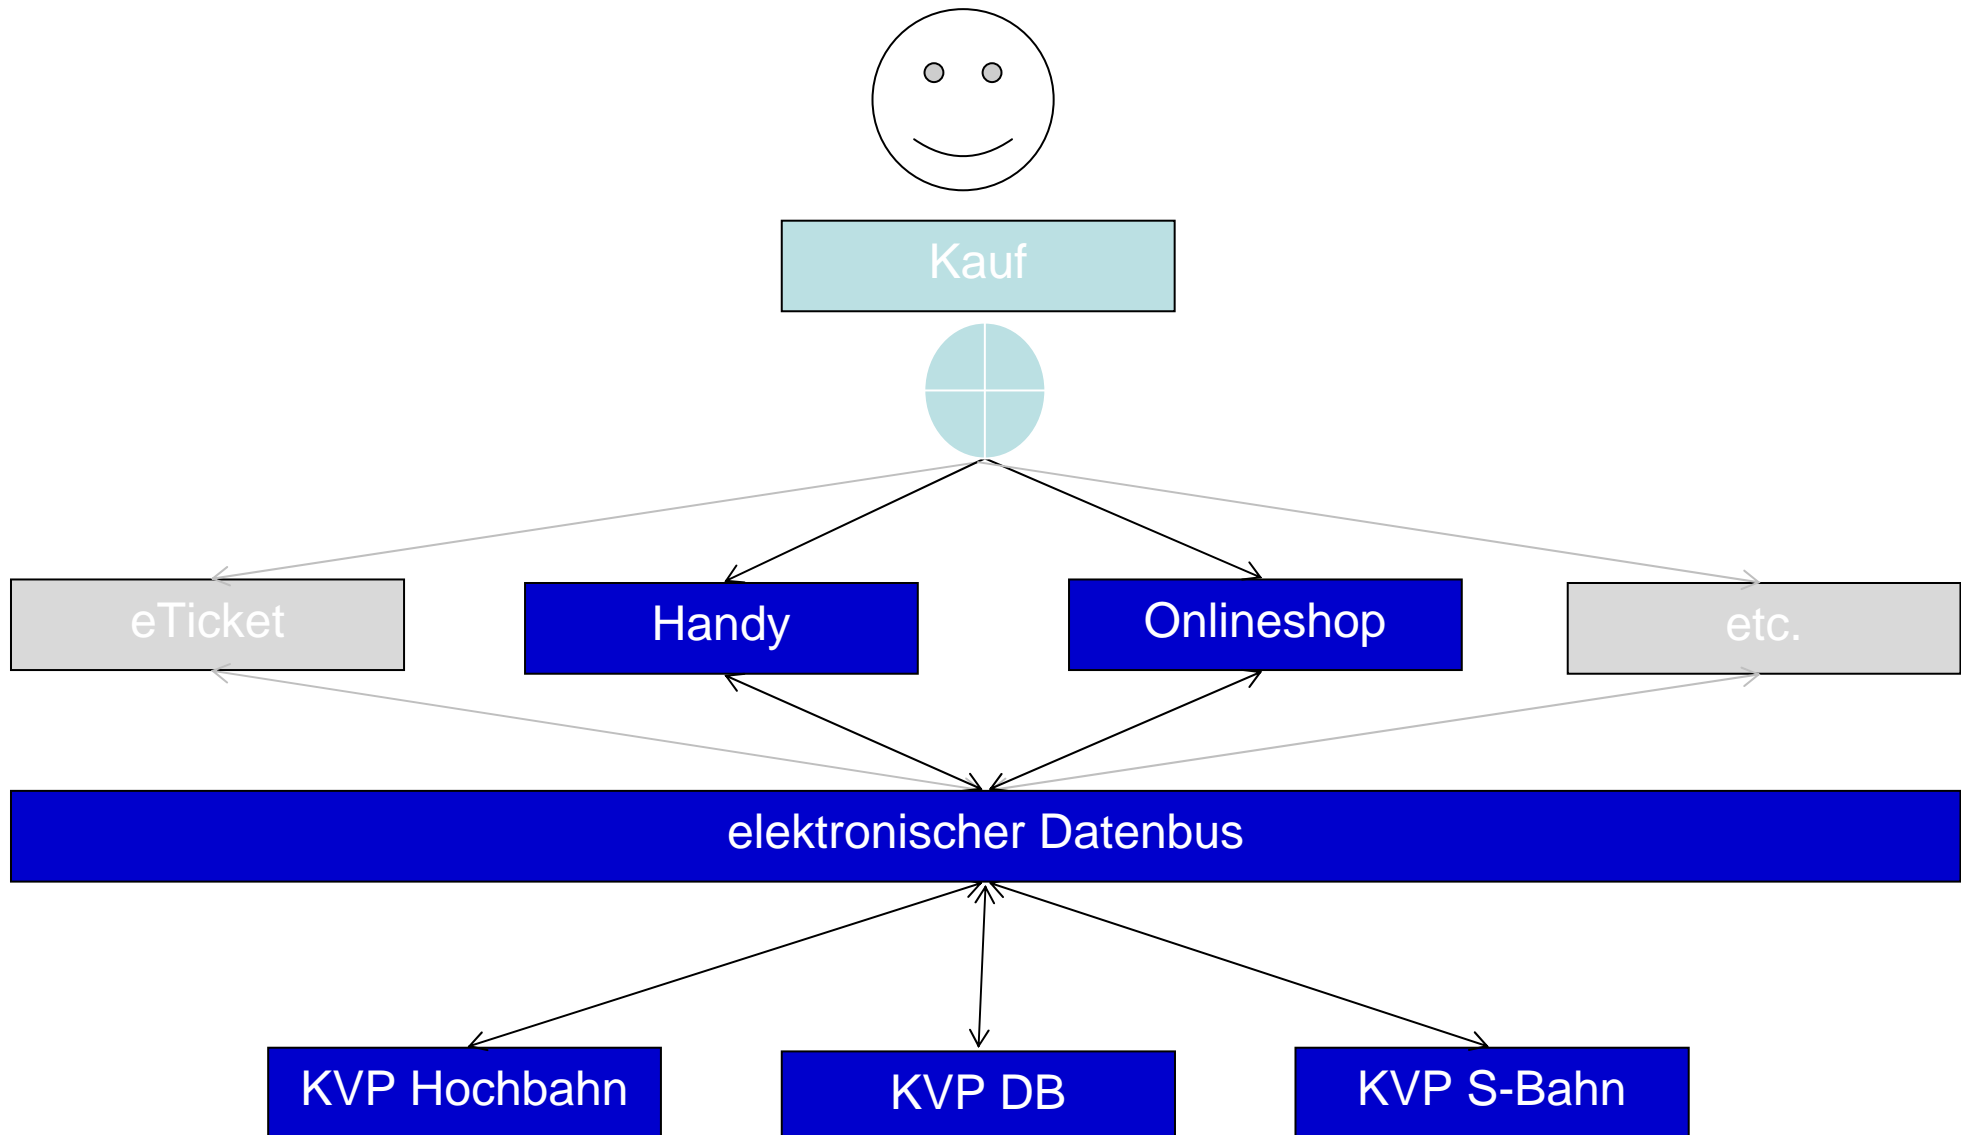 Kauf
eTicket
Handy
Onlineshop
etc.
elektronischer Datenbus
KVP Hochbahn
KVP DB
KVP S-Bahn